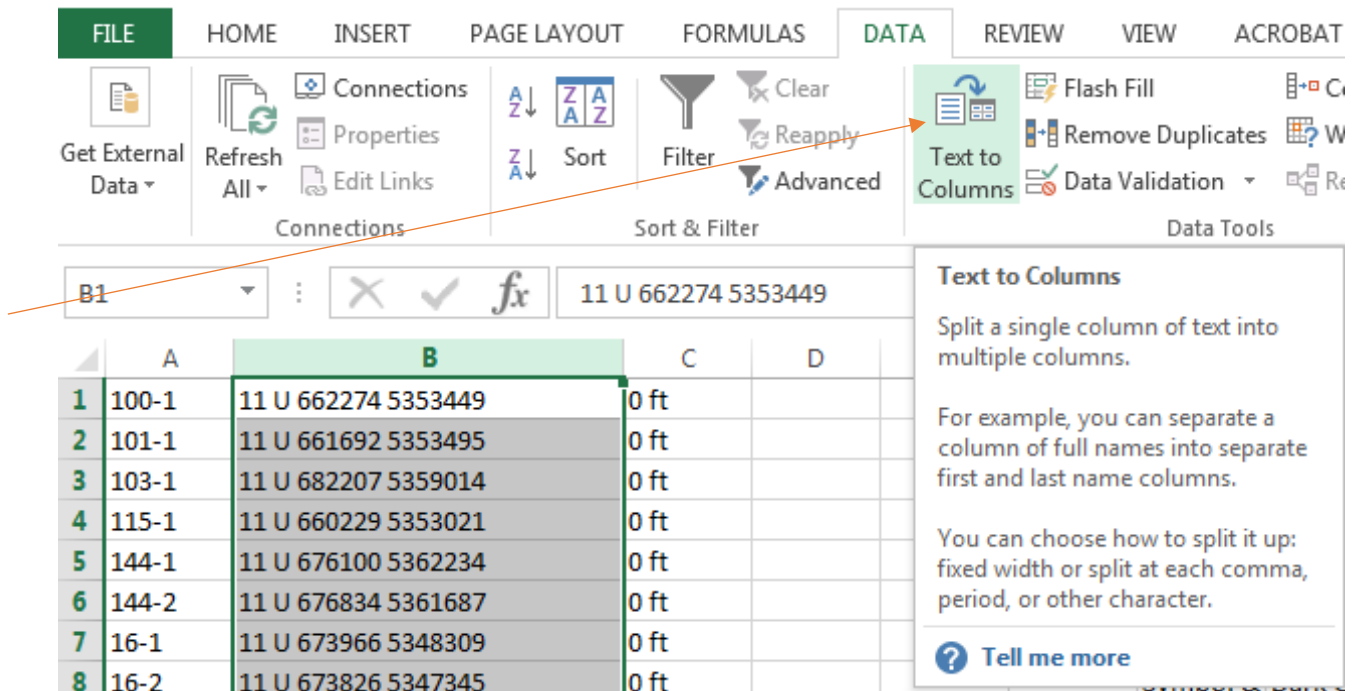 FILE HOME INSERT PAGE LAYOUT FORMULAS DATA REVIEW VIEW ACROBAT
Get External Data
Refresh All
Connections
Properties
Edit Links
Connections
A Z
Z A
Z A A Z
Sort
Filter
Clear
Reapply
Advanced
Sort & Filter
Text to Columns
Flash Fill
Remove Duplicates
Data Validation
Data Tools
B1 fx 11 U 662274 5353449
A B C D
1 100-1 11 U 662274 5353449 0 ft
2 101-1 11 U 661692 5353495 0 ft
3 103-1 11 U 682207 5359014 0 ft
4 115-1 11 U 660229 5353021 0 ft
5 144-1 11 U 676100 5362234 0 ft
6 144-2 11 U 676834 5361687 0 ft
7 16-1 11 U 673966 5348309 0 ft
8 16-2 11 U 673826 5347345 0 ft
Text to Columns
Split a single column of text into
multiple columns.
For example, you can separate a
column of full names into separate
first and last name columns.
You can choose how to split it up:
fixed width or split at each comma,
period, or other character.
? Tell me more